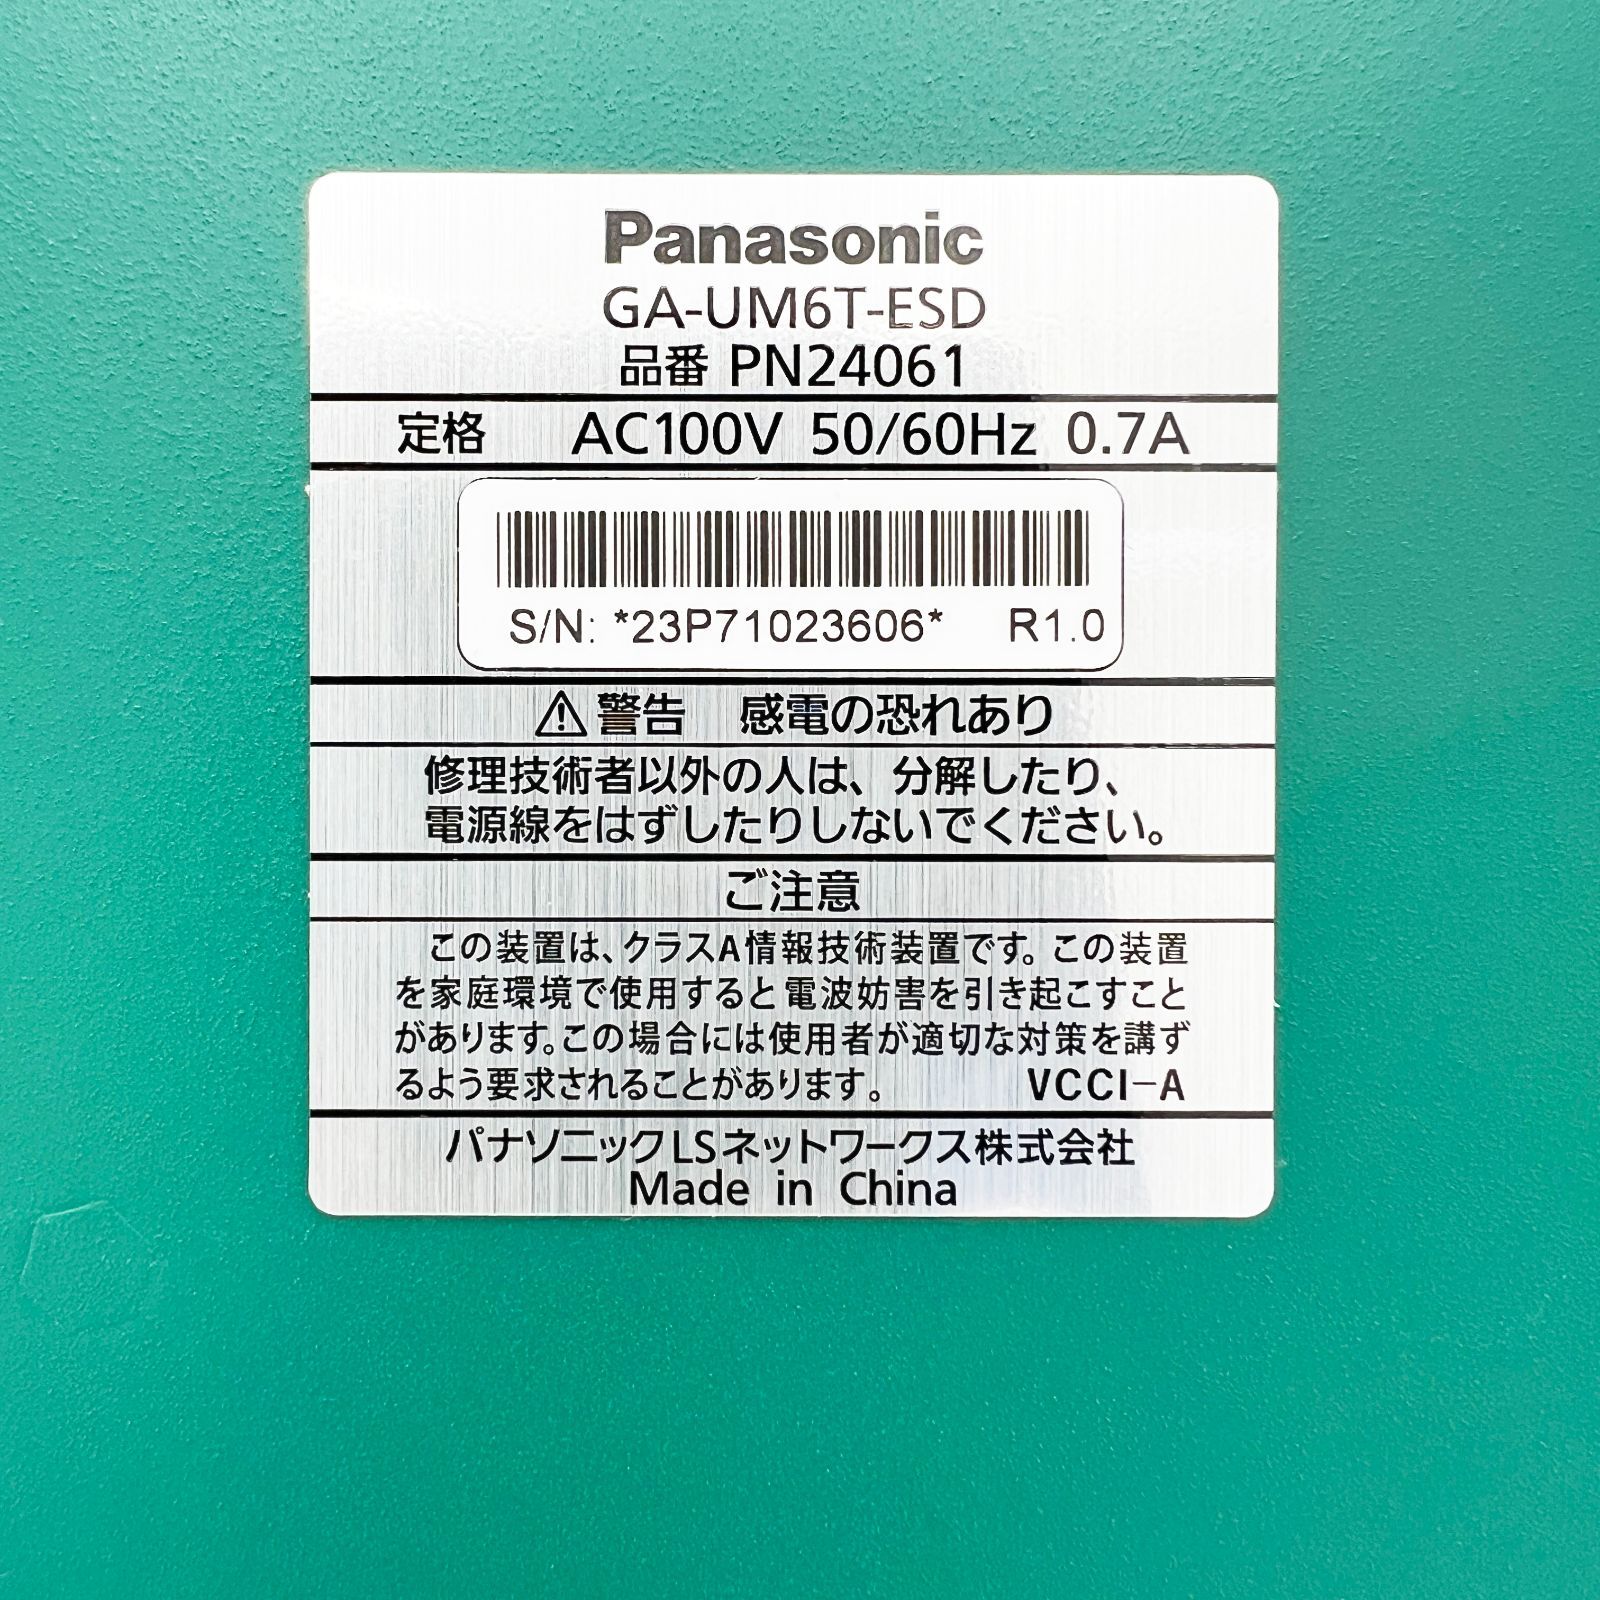 Panasonic
GA-UM6T-ESD
品番 PN24061
定格 AC100V 50/60Hz 0.7A
S/N: *23P71023606* R1.0
⚠警告 感電の恐れあり
修理技術者以外の人は、分解したり、
電源線をはずしたりしないでください。
ご注意
この装置は、クラスA情報技術装置です。この装置
を家庭環境で使用すると電波妨害を引き起こすこと
があります。この場合には使用者が適切な対策を講ず
るよう要求されることがあります。 VCCI-A
パナソニックLSネットワークス株式会社
Made in China